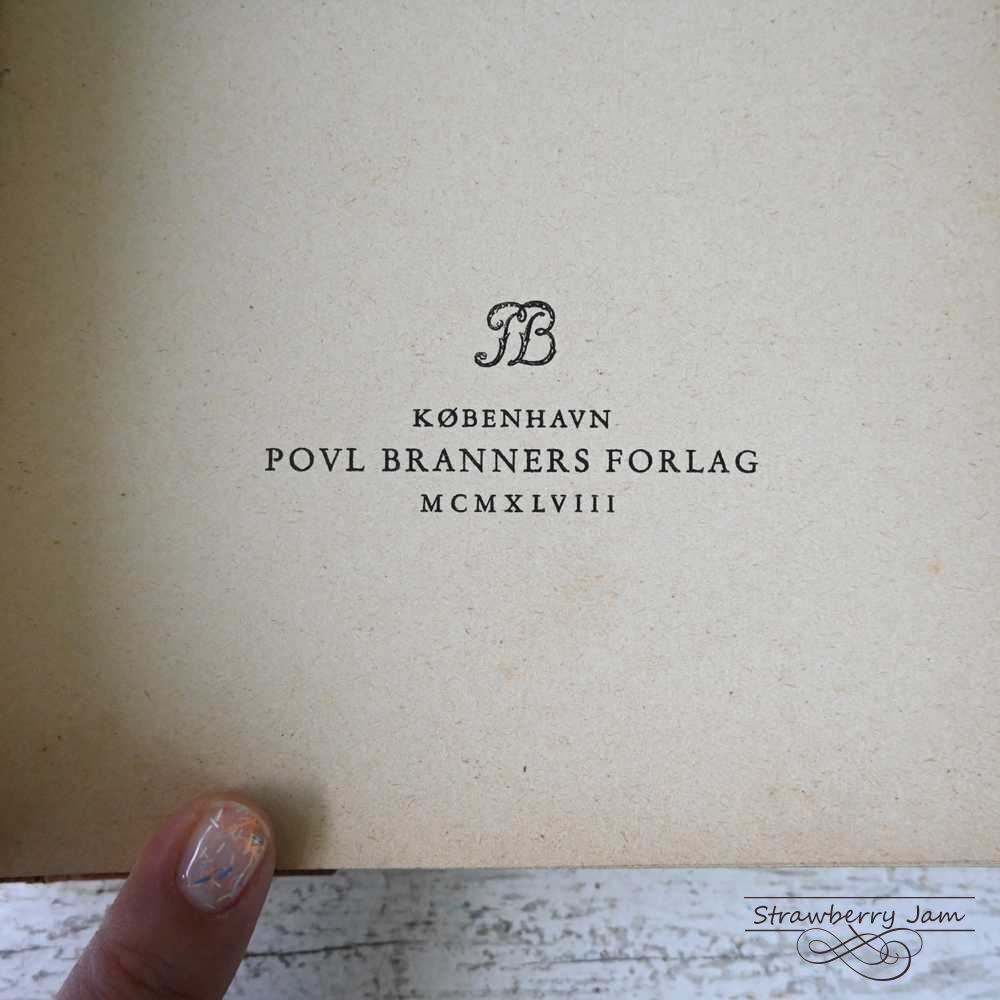 PB
KØBENHAVN
POVL BRANNERS FORLAG
MCMXLVIII
Strawberry Jam